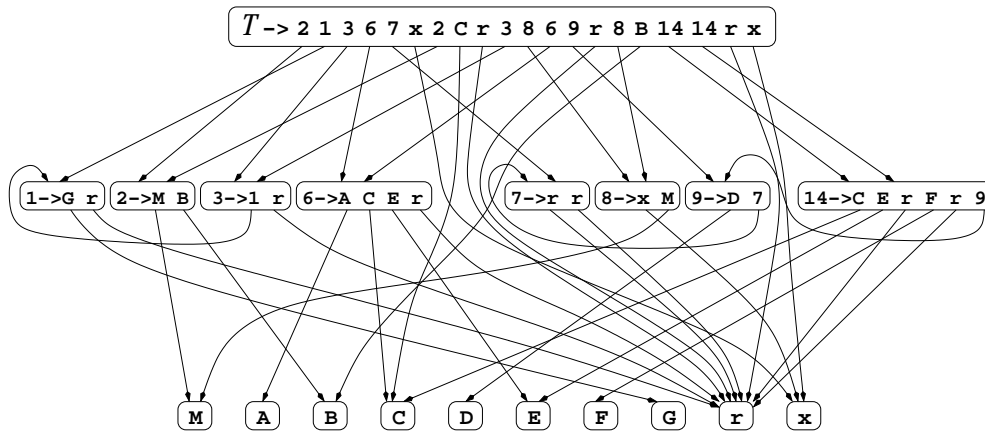 T -> 2 1 3 6 7 x 2 C r 3 8 6 9 r 8 B 14 14 r x
1->G r 2->M B 3->1 r 6->A C E r 7->r r 8->x M 9->D 7 14->C E r F r 9
M A B C D E F G r x